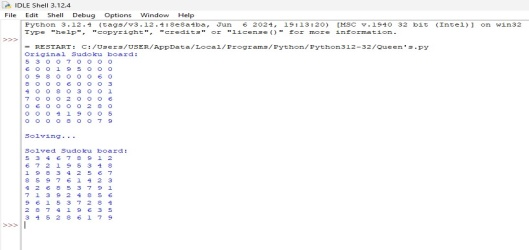 IDLE Shell 3.12.4
File Edit Shell Debug Options Window Help
Python 3.12.4 (tags/v3.12.4:8e8a4ba, Jun 6 2024, 19:13:20) [MSC v.1940 32 bit (Intel)] on win32
Type "help", "copyright", "credits" or "license()" for more information.
>>>
= RESTART: C:/Users/USER/AppData/Local/Programs/Python/Python312-32/Queen's.py
Original Sudoku board:
5 3 0 0 7 0 0 0 0
6 0 0 1 9 5 0 0 0
0 9 8 0 0 0 0 6 0
8 0 0 0 6 0 0 0 3
4 0 0 8 0 3 0 0 1
7 0 0 0 2 0 0 0 6
0 6 0 0 0 0 2 8 0
0 0 0 4 1 9 0 0 5
0 0 0 0 8 0 0 7 9
Solving...
Solved Sudoku board:
5 3 4 6 7 8 9 1 2
6 7 2 1 9 5 3 4 8
1 9 8 3 4 2 5 6 7
8 5 9 7 6 1 4 2 3
4 2 6 8 5 3 7 9 1
7 1 3 9 2 4 8 5 6
9 6 1 5 3 7 2 8 4
2 8 7 4 1 9 6 3 5
3 4 5 2 8 6 1 7 9
>>>